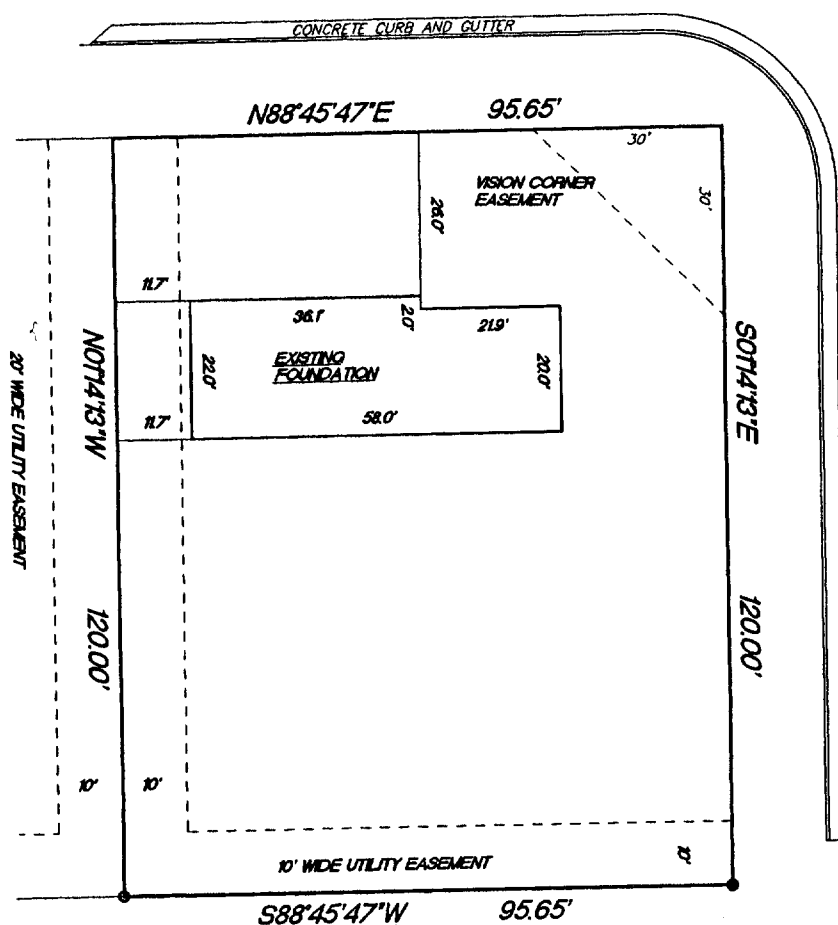 CONCRETE CURB AND GUTTER
N88°45'47"E 95.65'
30'
VISION CORNER
EASEMENT
30'
26.0'
11.7'
36.1'
2.0'
21.9'
EXISTING
FOUNDATION
22.0'
20.0'
11.7'
58.0'
N01°14'13"W
S01°14'13"E
20' WIDE UTILITY EASEMENT
120.00'
120.00'
10'
10'
10' WIDE UTILITY EASEMENT
10'
S88°45'47"W 95.65'